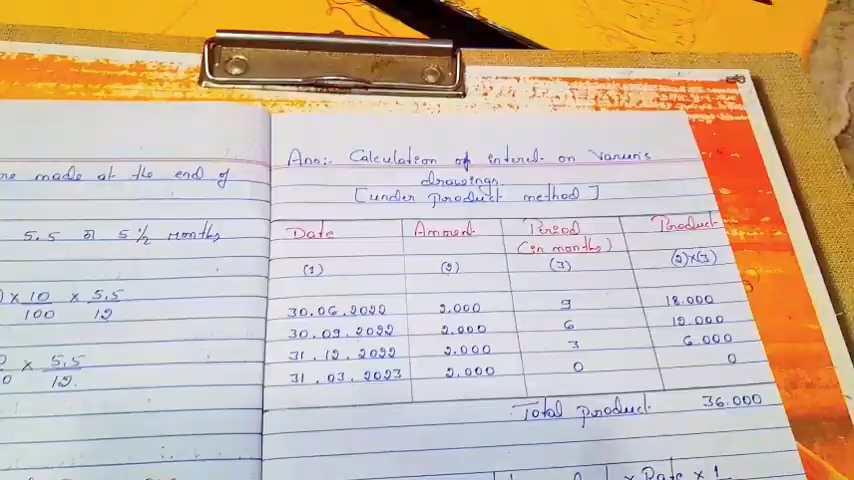 re made at the end of
5.5 or 5 1/2 Months
x 10/100 x 5.5/12
x 5.5/12.
Ans:- Calculation of interest on Varun's
drawings.
[under Product method]
Date Amount Period (in months) Product
(1) (2) (3) (2)x(3)
30.06.2022 2.000 9 18.000
30.09.2022 2.000 6 12.000
31.12.2022 2.000 3 6.000
31.03.2023 2.000 0 0
Total product 36.000
x Rate x 1